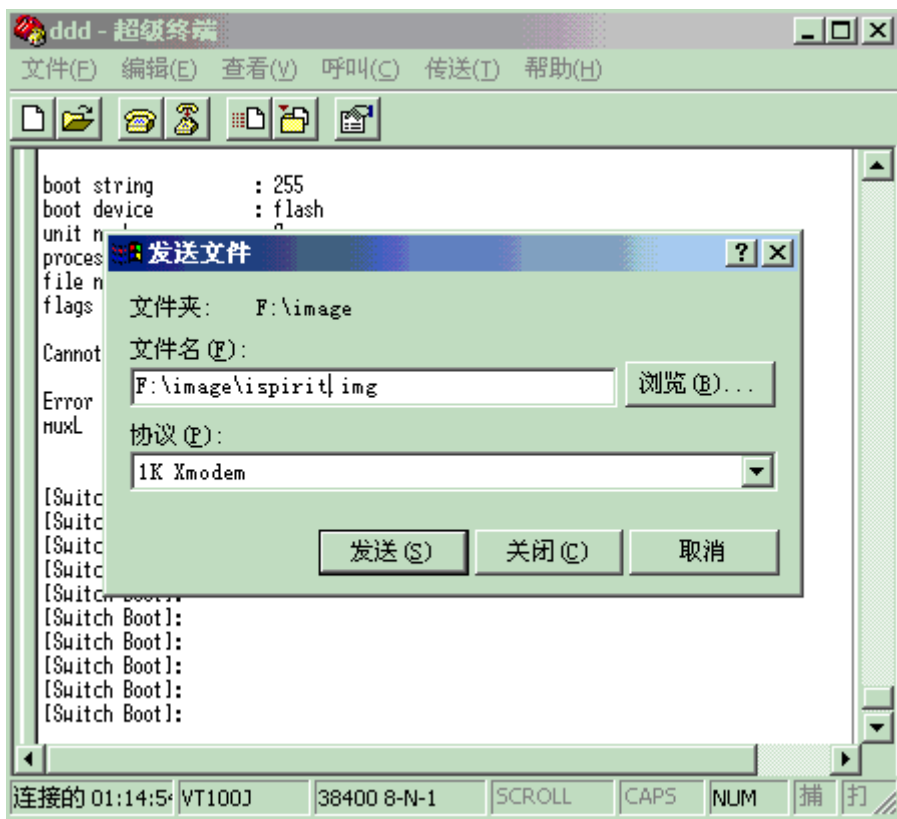 ddd - 超级终端
文件(F) 编辑(E) 查看(V) 呼叫(C) 传送(T) 帮助(H)
boot string : 255
boot device : flash
unit n
proces
file n
flags
Cannot
Error
muxL
发送文件
文件夹: F:\image
文件名(F):
F:\image\ispirit.img
浏览(B)...
协议(P):
1K Xmodem
发送(S) 关闭(C) 取消
[Switc
[Switc
[Switc
[Switc
[Switch Boot]:
[Switch Boot]:
[Switch Boot]:
[Switch Boot]:
[Switch Boot]:
[Switch Boot]:
连接的 01:14:54 VT100J 38400 8-N-1 SCROLL CAPS NUM 捕 打